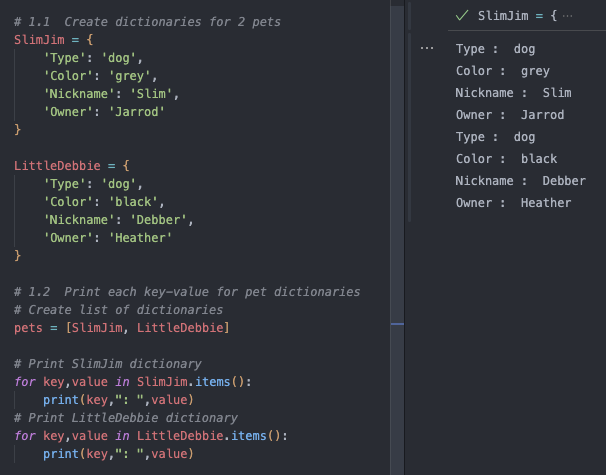 # 1.1  Create dictionaries for 2 pets
SlimJim = {
    'Type': 'dog',
    'Color': 'grey',
    'Nickname': 'Slim',
    'Owner': 'Jarrod'
}

LittleDebbie = {
    'Type': 'dog',
    'Color': 'black',
    'Nickname': 'Debber',
    'Owner': 'Heather'
}

# 1.2  Print each key-value for pet dictionaries
# Create list of dictionaries
pets = [SlimJim, LittleDebbie]

# Print SlimJim dictionary
for key,value in SlimJim.items():
    print(key,": ",value)
# Print LittleDebbie dictionary
for key,value in LittleDebbie.items():
    print(key,": ",value)

✓ SlimJim = { ···
···
Type :  dog
Color :  grey
Nickname :  Slim
Owner :  Jarrod
Type :  dog
Color :  black
Nickname :  Debber
Owner :  Heather